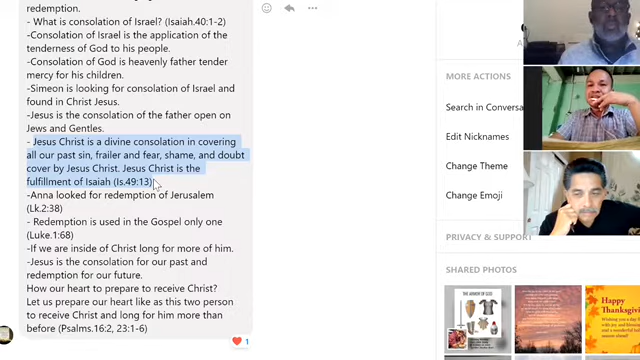 redemption.
- What is consolation of Israel? (Isaiah.40:1-2)
-Consolation of Israel is the application of the
tenderness of God to his people.
-Consolation of God is heavenly father tender
mercy for his children.
-Simeon is looking for consolation of Israel and
found in Christ Jesus.
-Jesus is the consolation of the father open on
Jews and Gentles.
- Jesus Christ is a divine consolation in covering
all our past sin, frailer and fear, shame, and doubt
cover by Jesus Christ. Jesus Christ is the
fulfillment of Isaiah (Is.49:13)
-Anna looked for redemption of Jerusalem
(Lk.2:38)
- Redemption is used in the Gospel only one
(Luke.1:68)
-If we are inside of Christ long for more of him.
-Jesus is the consolation for our past and
redemption for our future.
How our heart to prepare to receive Christ?
Let us prepare our heart like as this two person
to receive Christ and long for him more than
before (Psalms.16:2, 23:1-6)
1
MORE ACTIONS
Search in Conversa
Edit Nicknames
Change Theme
Change Emoji
PRIVACY & SUPPORT
SHARED PHOTOS
THE ARMOR OF GOD
Happy
Thanksgiving